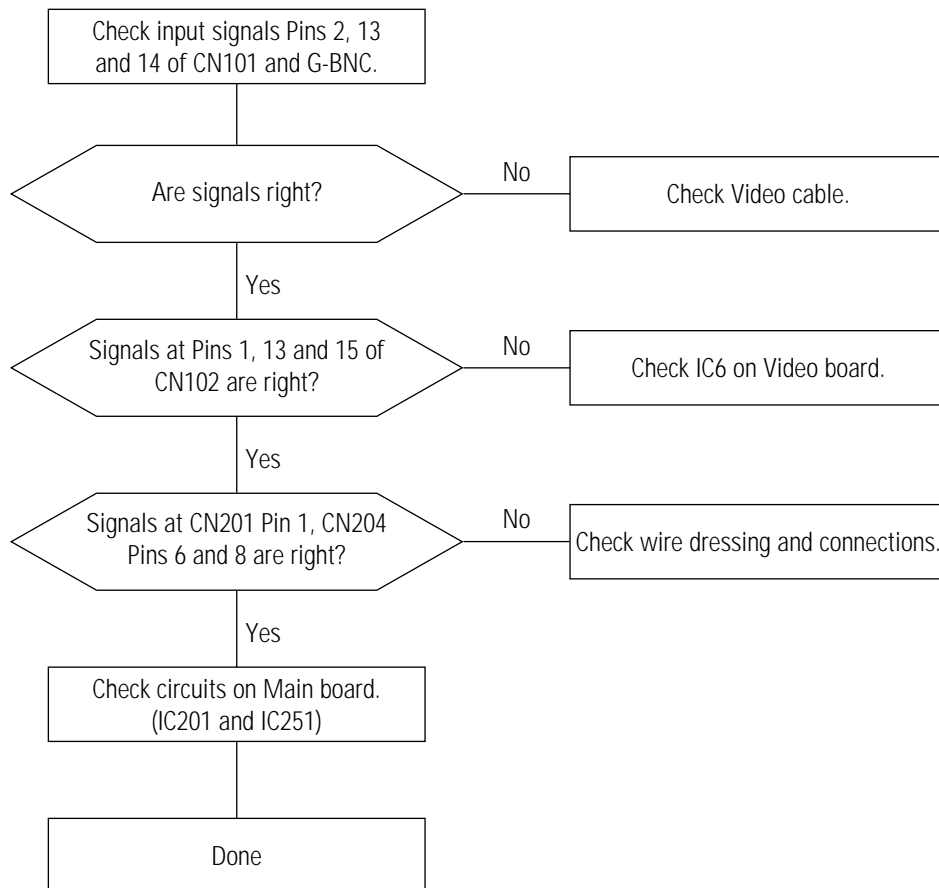 Check input signals Pins 2, 13
and 14 of CN101 and G-BNC.
Are signals right?
No
Check Video cable.
Yes
Signals at Pins 1, 13 and 15 of
CN102 are right?
No
Check IC6 on Video board.
Yes
Signals at CN201 Pin 1, CN204
Pins 6 and 8 are right?
No
Check wire dressing and connections.
Yes
Check circuits on Main board.
(IC201 and IC251)
Done